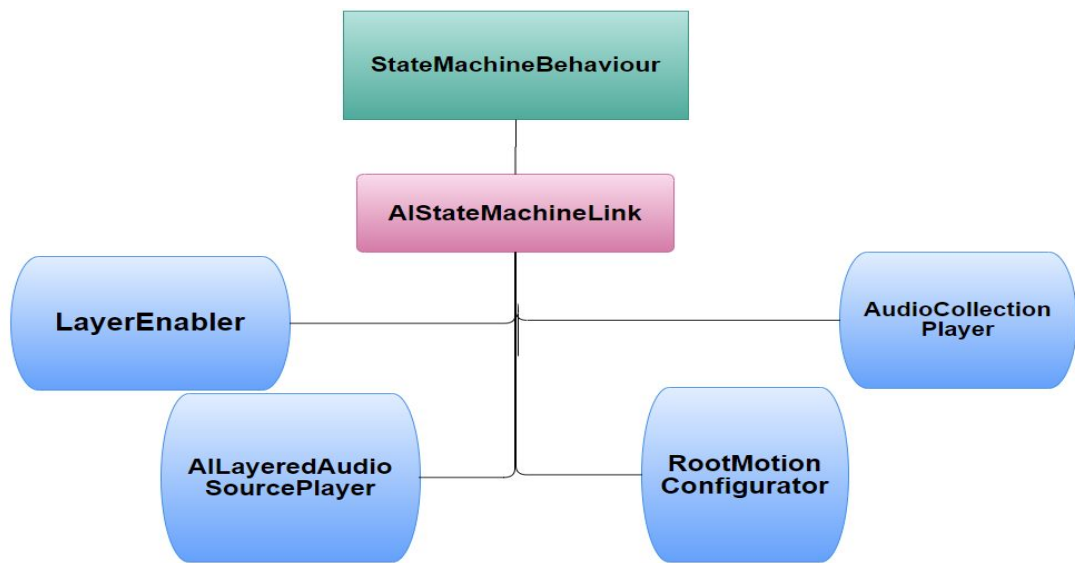 StateMachineBehaviour
AIStateMachineLink
LayerEnabler
AudioCollection
Player
AILayeredAudio
SourcePlayer
RootMotion
Configurator